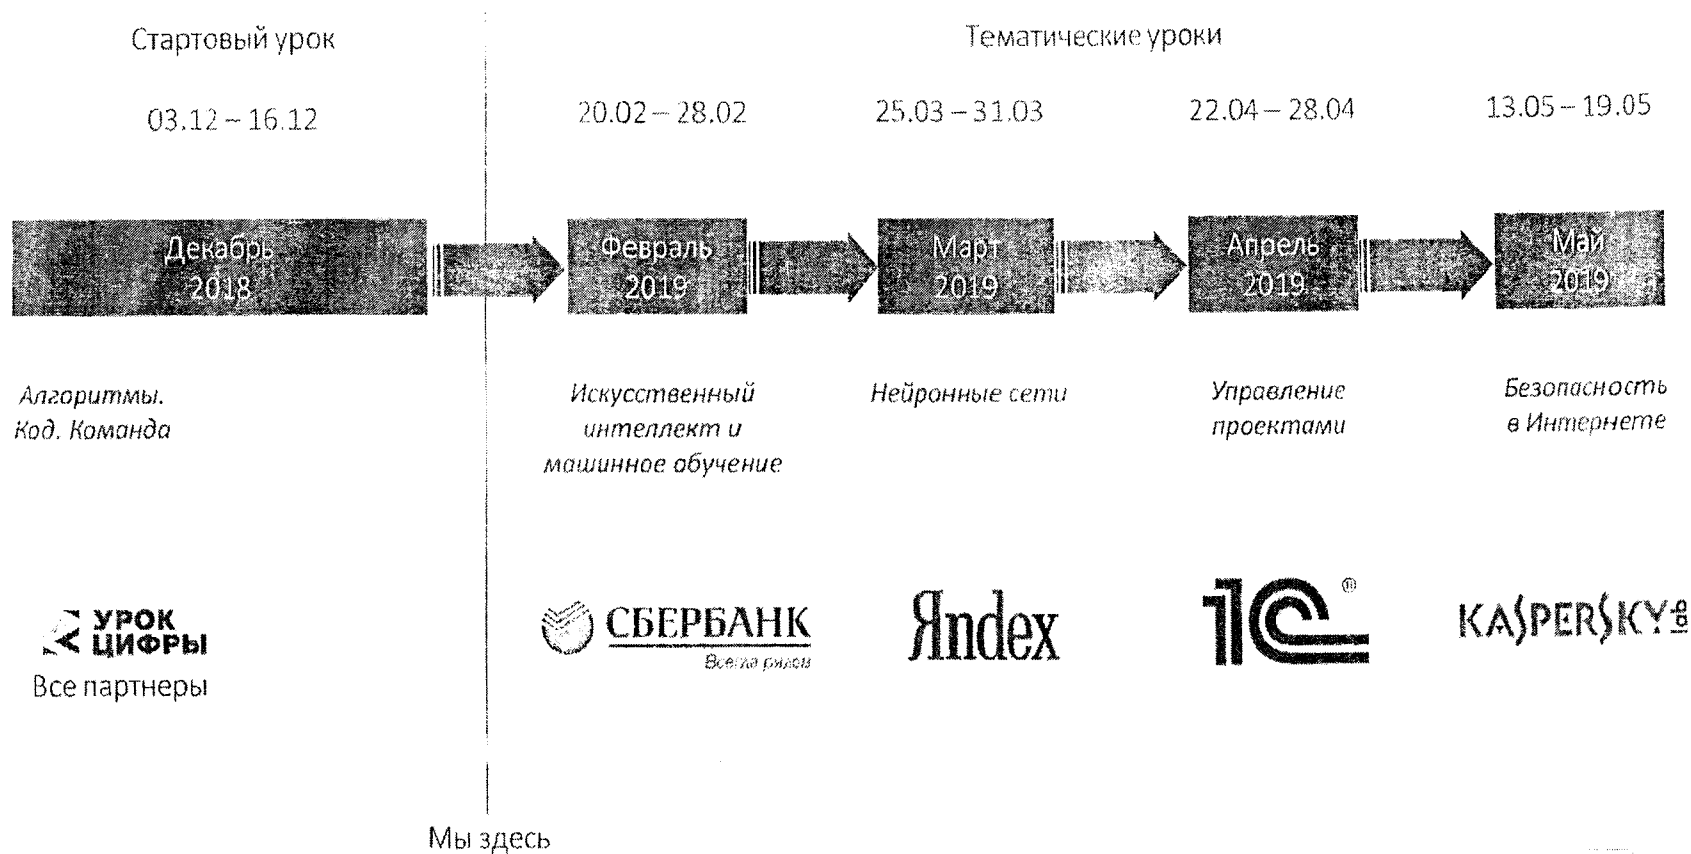 Стартовый урок
Тематические уроки
03.12 – 16.12
20.02 – 28.02
25.03 – 31.03
22.04 – 28.04
13.05 – 19.05
Декабрь
2018
Февраль
2019
Март
2019
Апрель
2019
Май
2019
Алгоритмы.
Код. Команда
Искусственный
интеллект и
машинное обучение
Нейронные сети
Управление
проектами
Безопасность
в Интернете
УРОК
ЦИФРЫ
Все партнеры
СБЕРБАНК
Всегда рядом
Яndex
1C®
KASPERSKY lab
Мы здесь